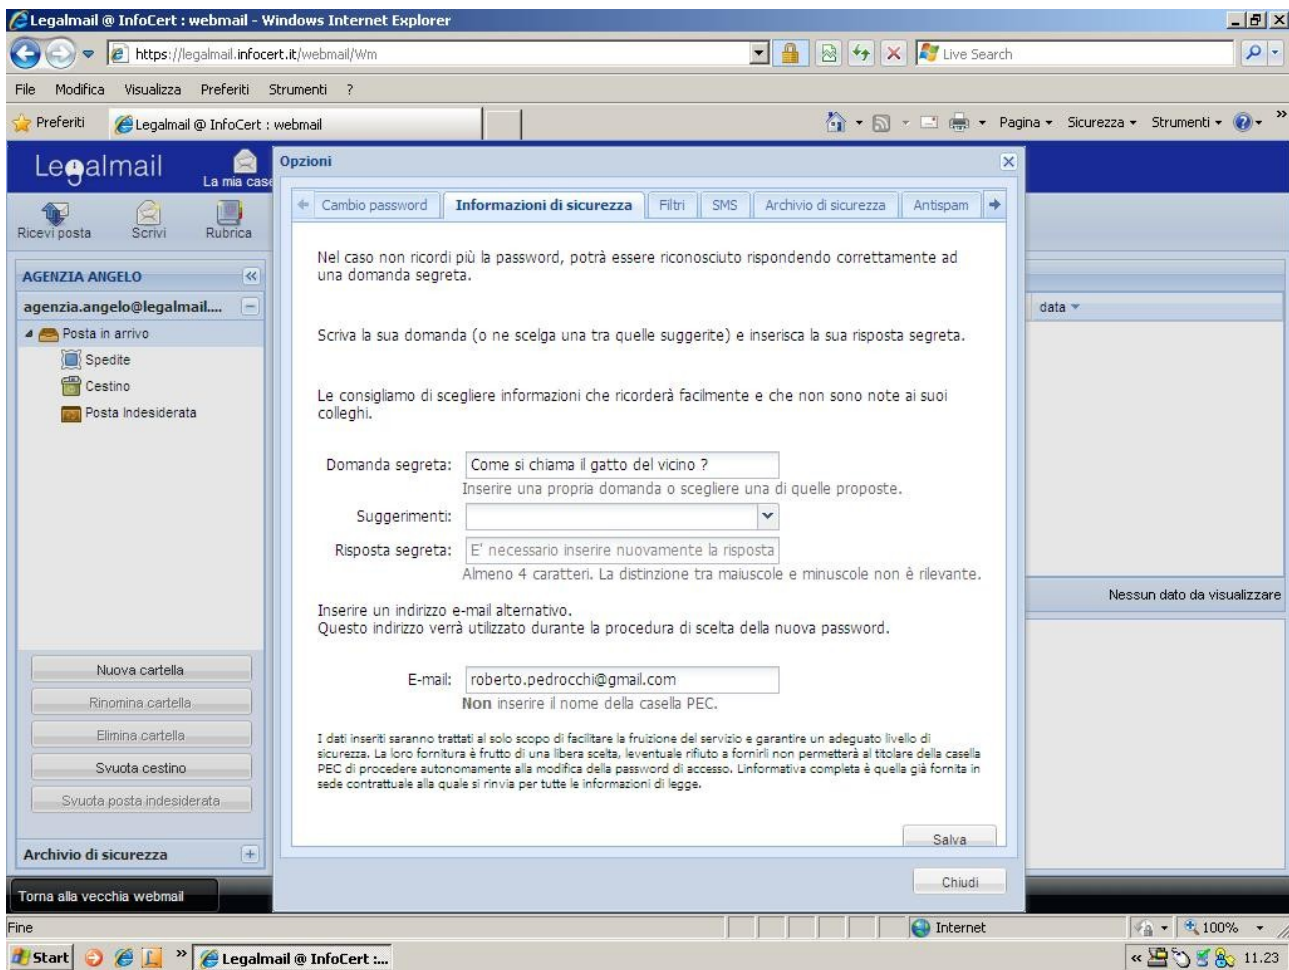 Legalmail @ InfoCert : webmail - Windows Internet Explorer
https://legalmail.infocert.it/webmail/Wm
Live Search
File Modifica Visualizza Preferiti Strumenti ?
Preferiti Legalmail @ InfoCert : webmail Pagina Sicurezza Strumenti »
Legalmail La mia case
Ricevi posta Scrivi Rubrica
AGENZIA ANGELO
agenzia.angelo@legalmail....
Posta in arrivo
Spedite
Cestino
Posta Indesiderata
Nuova cartella
Rinomina cartella
Elimina cartella
Svuota cestino
Svuota posta indesiderata
Archivio di sicurezza
Torna alla vecchia webmail
Opzioni
Cambio password Informazioni di sicurezza Filtri SMS Archivio di sicurezza Antispam
Nel caso non ricordi più la password, potrà essere riconosciuto rispondendo correttamente ad
una domanda segreta.
Scriva la sua domanda (o ne scelga una tra quelle suggerite) e inserisca la sua risposta segreta.
Le consigliamo di scegliere informazioni che ricorderà facilmente e che non sono note ai suoi
colleghi.
Domanda segreta: Come si chiama il gatto del vicino ?
Inserire una propria domanda o scegliere una di quelle proposte.
Suggerimenti:
Risposta segreta: E' necessario inserire nuovamente la risposta
Almeno 4 caratteri. La distinzione tra maiuscole e minuscole non è rilevante.
Inserire un indirizzo e-mail alternativo.
Questo indirizzo verrà utilizzato durante la procedura di scelta della nuova password.
E-mail: roberto.pedrocchi@gmail.com
Non inserire il nome della casella PEC.
I dati inseriti saranno trattati al solo scopo di facilitare la fruizione del servizio e garantire un adeguato livello di
sicurezza. La loro fornitura è frutto di una libera scelta, leventuale rifiuto a fornirli non permetterà al titolare della casella
PEC di procedere autonomamente alla modifica della password di accesso. Linformativa completa è quella già fornita in
sede contrattuale alla quale si rinvia per tutte le informazioni di legge.
Salva
Chiudi
data
Nessun dato da visualizzare
Fine Internet 100%
Start » Legalmail @ InfoCert :... « 11.23